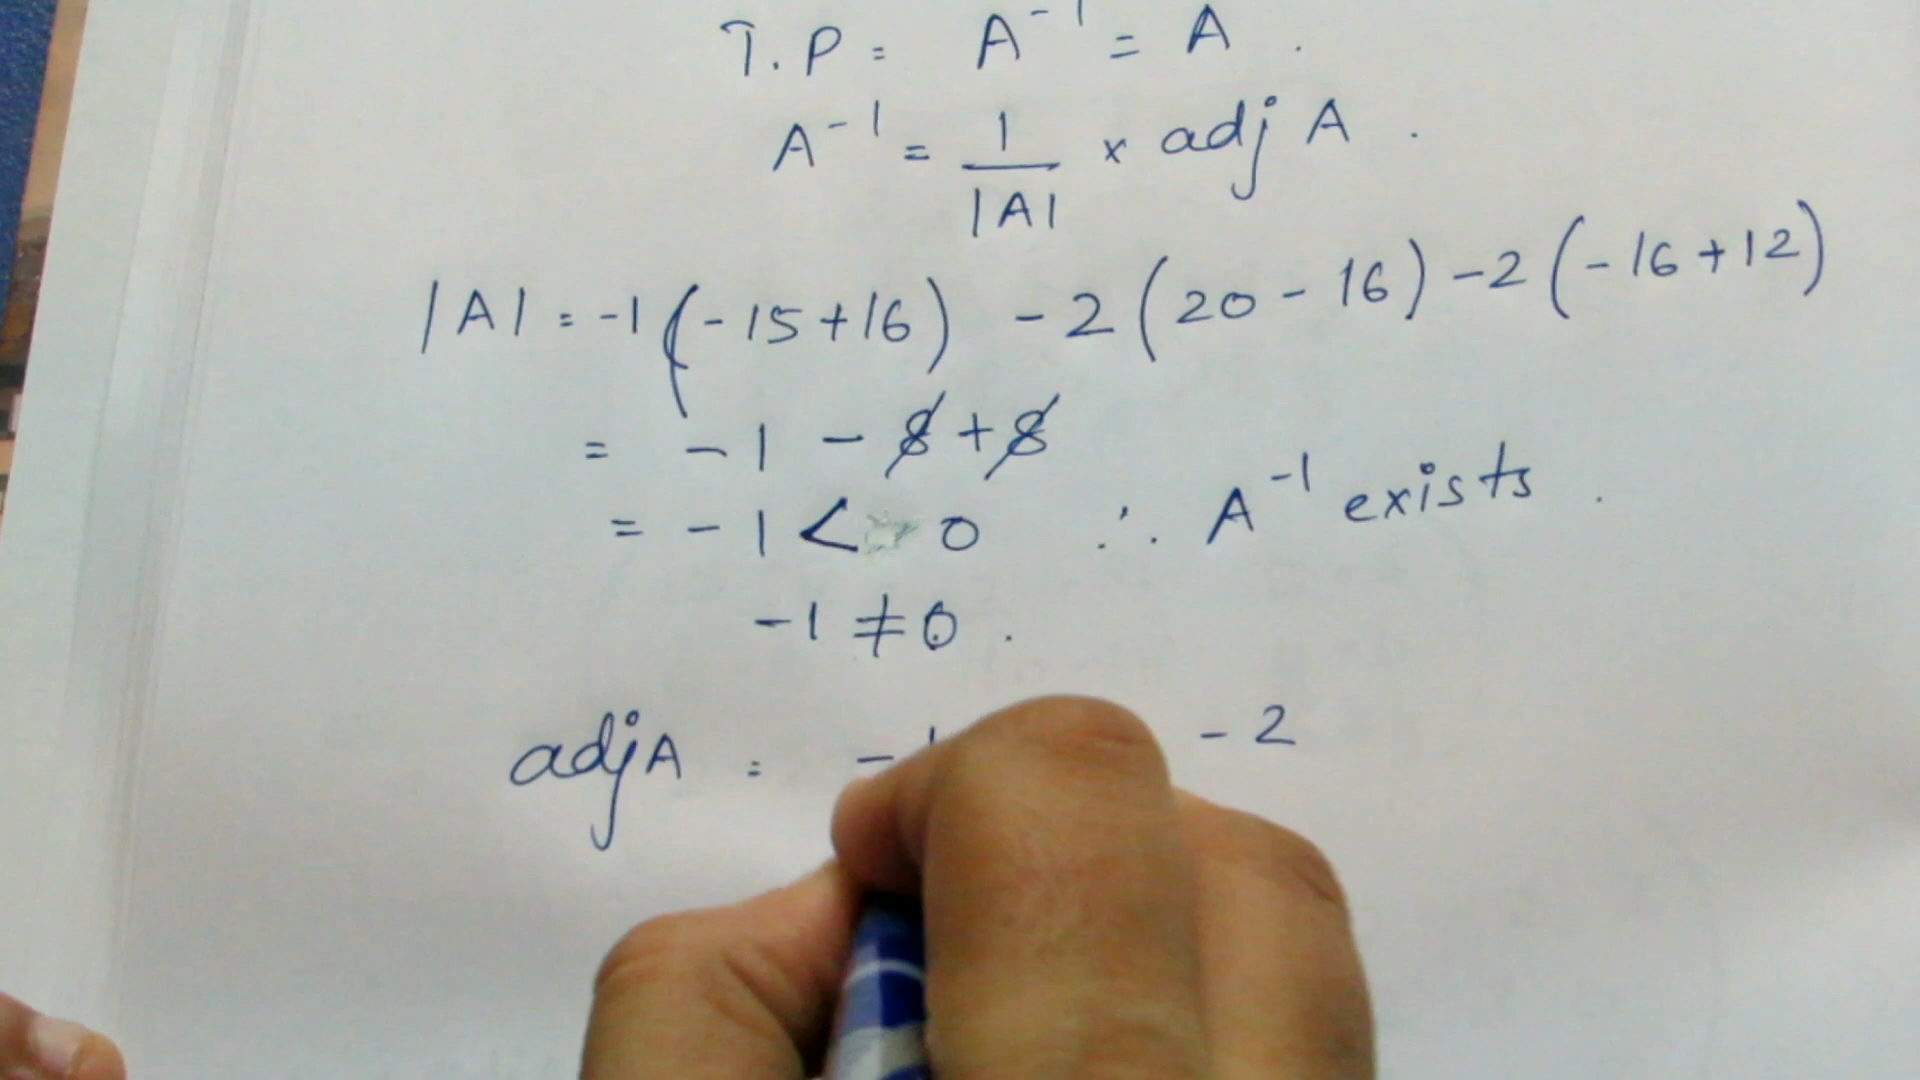 T.P = A⁻¹ = A .
A⁻¹ = 1/|A| × adj A .
|A| = -1(-15+16) -2(20-16) -2(-16+12)
= -1 - 8 + 8
= -1 < 0 ∴ A⁻¹ exists .
-1 ≠ 0 .
adj A = - -2